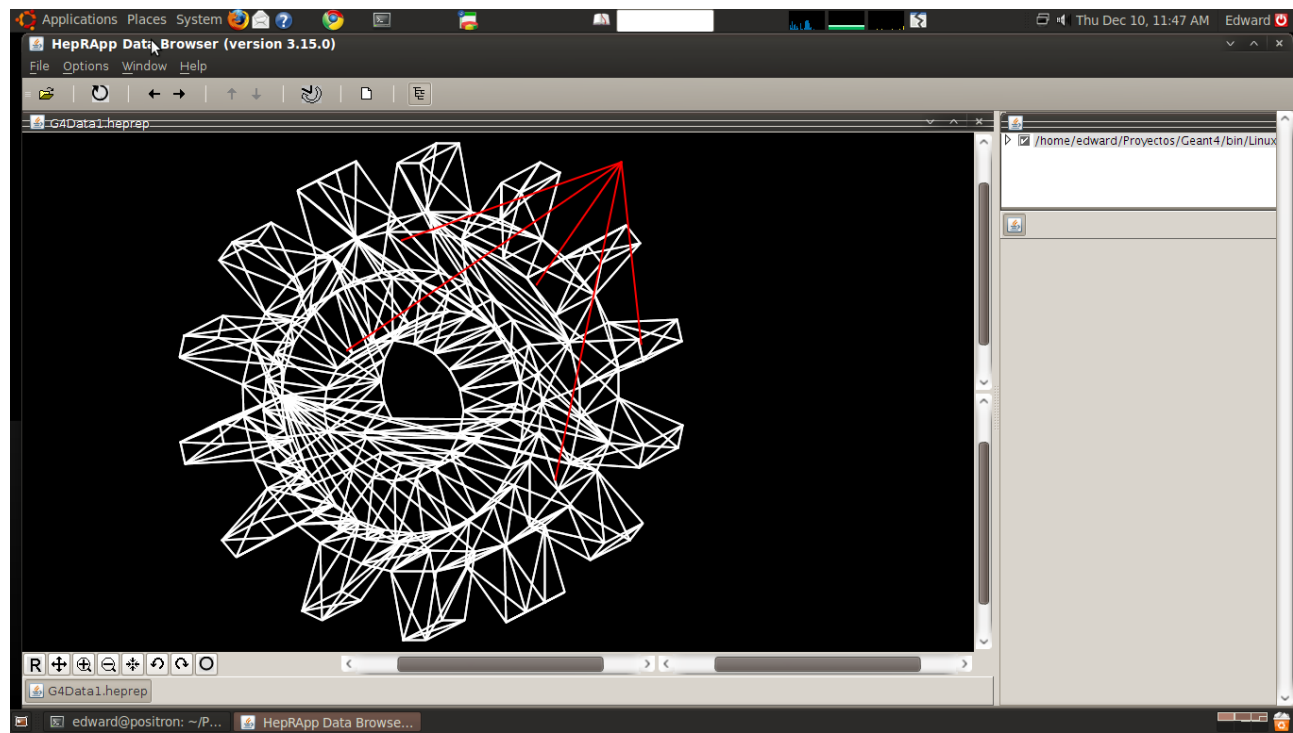 Applications Places System
Thu Dec 10, 11:47 AM Edward
HepRApp Data Browser (version 3.15.0)
File Options Window Help
G4Data1.heprep
/home/edward/Proyectos/Geant4/bin/Linux
R
G4Data1.heprep
edward@positron: ~/P...
HepRApp Data Browse...